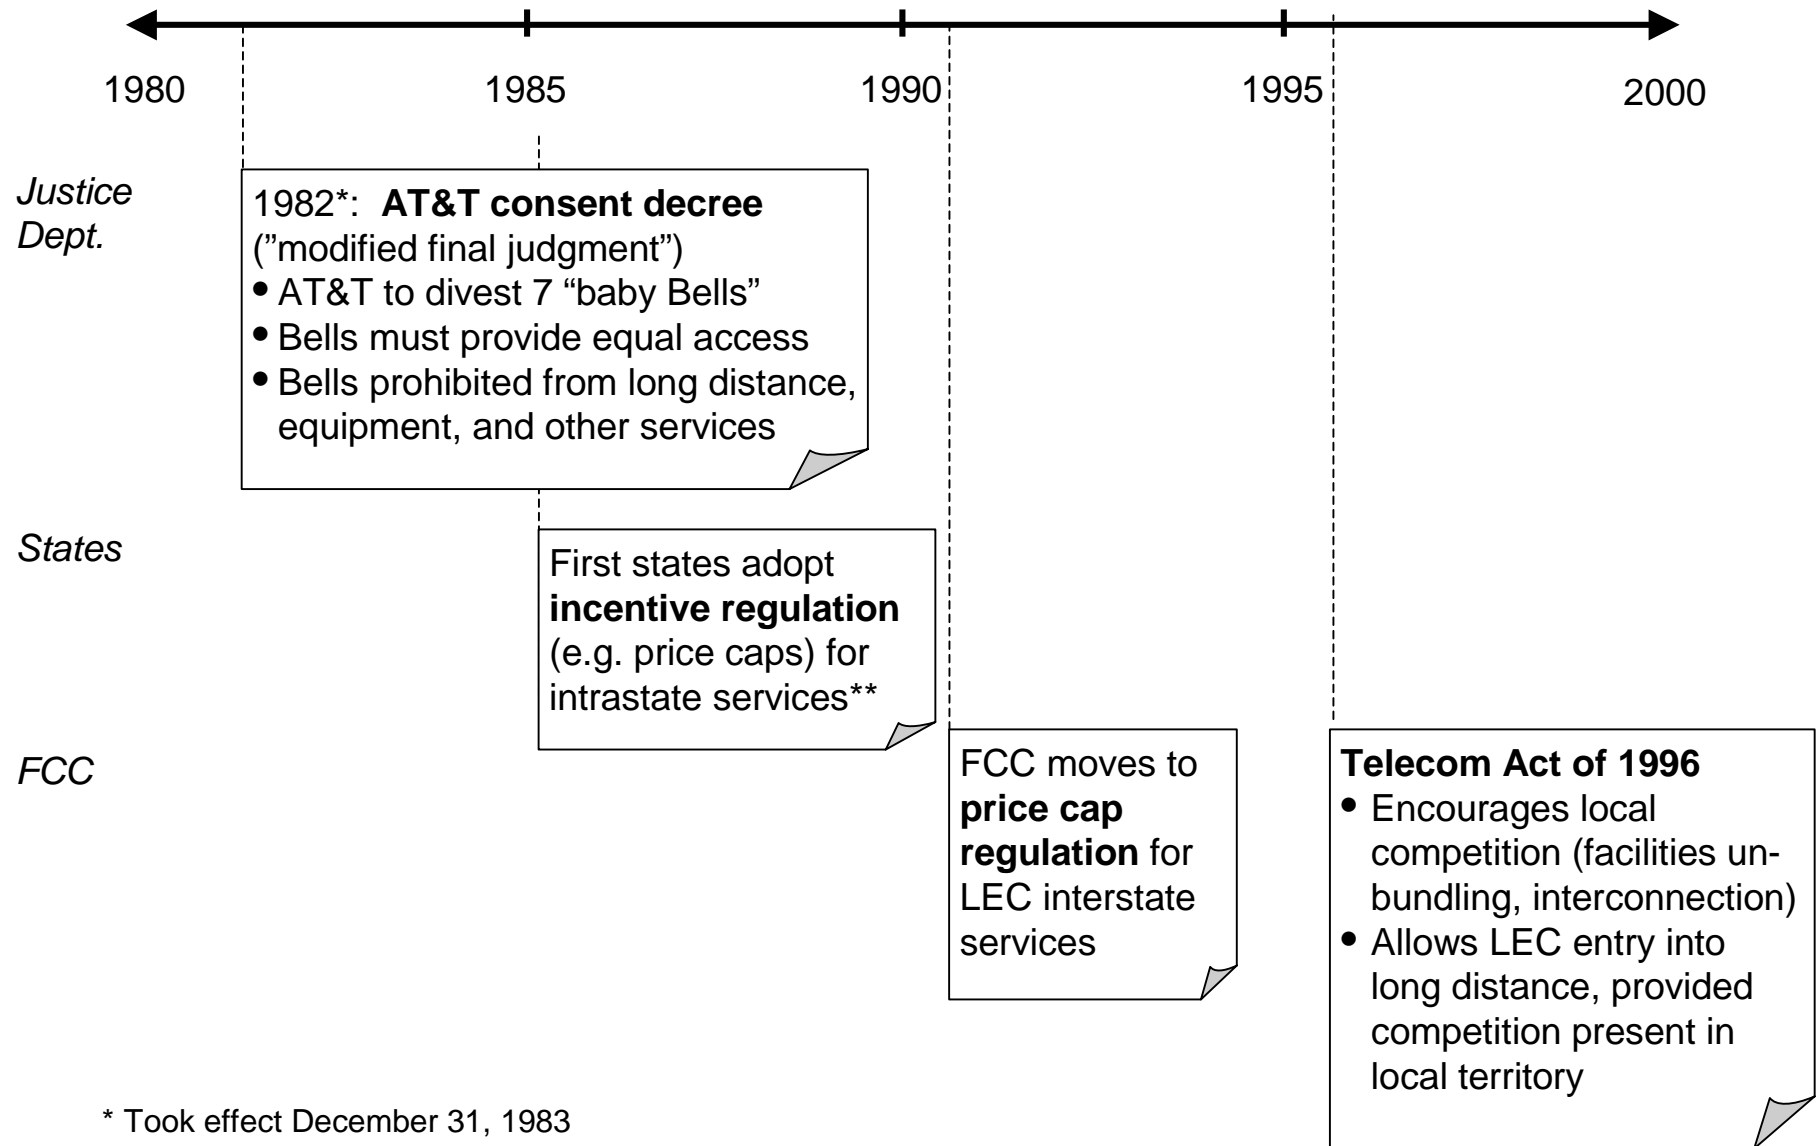 1980 1985 1990 1995 2000
Justice
Dept.
1982*: AT&T consent decree
(”modified final judgment”)
• AT&T to divest 7 “baby Bells”
• Bells must provide equal access
• Bells prohibited from long distance,
equipment, and other services
States
First states adopt
incentive regulation
(e.g. price caps) for
intrastate services**
FCC
FCC moves to
price cap
regulation for
LEC interstate
services
Telecom Act of 1996
• Encourages local
competition (facilities un-
bundling, interconnection)
• Allows LEC entry into
long distance, provided
competition present in
local territory
* Took effect December 31, 1983